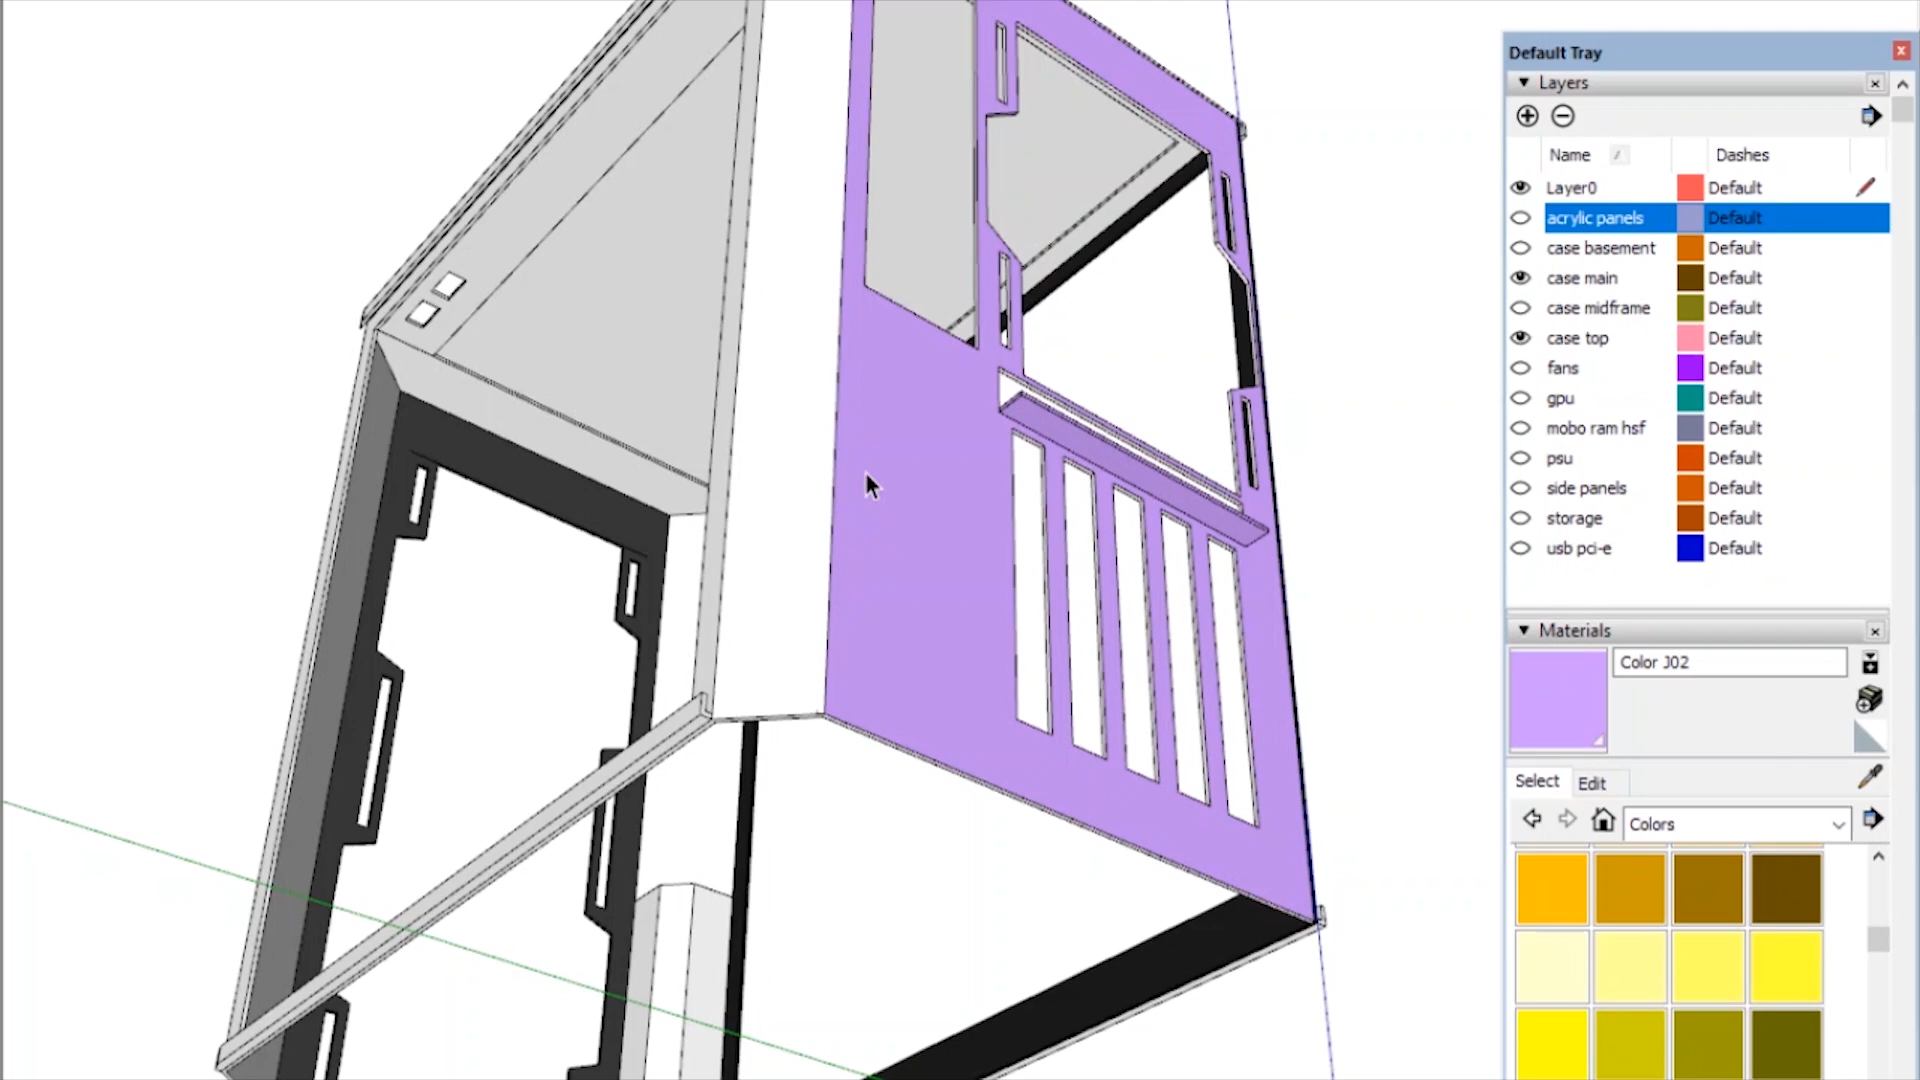 Default Tray
Layers
Name Dashes
Layer0 Default
acrylic panels Default
case basement Default
case main Default
case midframe Default
case top Default
fans Default
gpu Default
mobo ram hsf Default
psu Default
side panels Default
storage Default
usb pci-e Default
Materials
Color J02
Select Edit
Colors